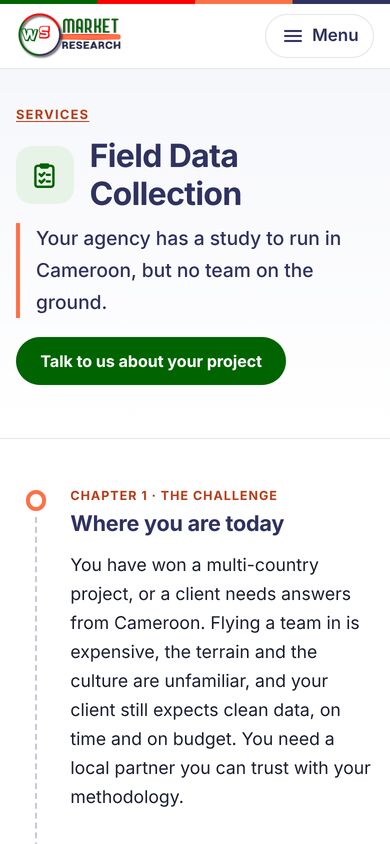 WS MARKET
RESEARCH
Menu
SERVICES
Field Data
Collection
Your agency has a study to run in
Cameroon, but no team on the
ground.
Talk to us about your project
CHAPTER 1 · THE CHALLENGE
Where you are today
You have won a multi-country
project, or a client needs answers
from Cameroon. Flying a team in is
expensive, the terrain and the
culture are unfamiliar, and your
client still expects clean data, on
time and on budget. You need a
local partner you can trust with your
methodology.